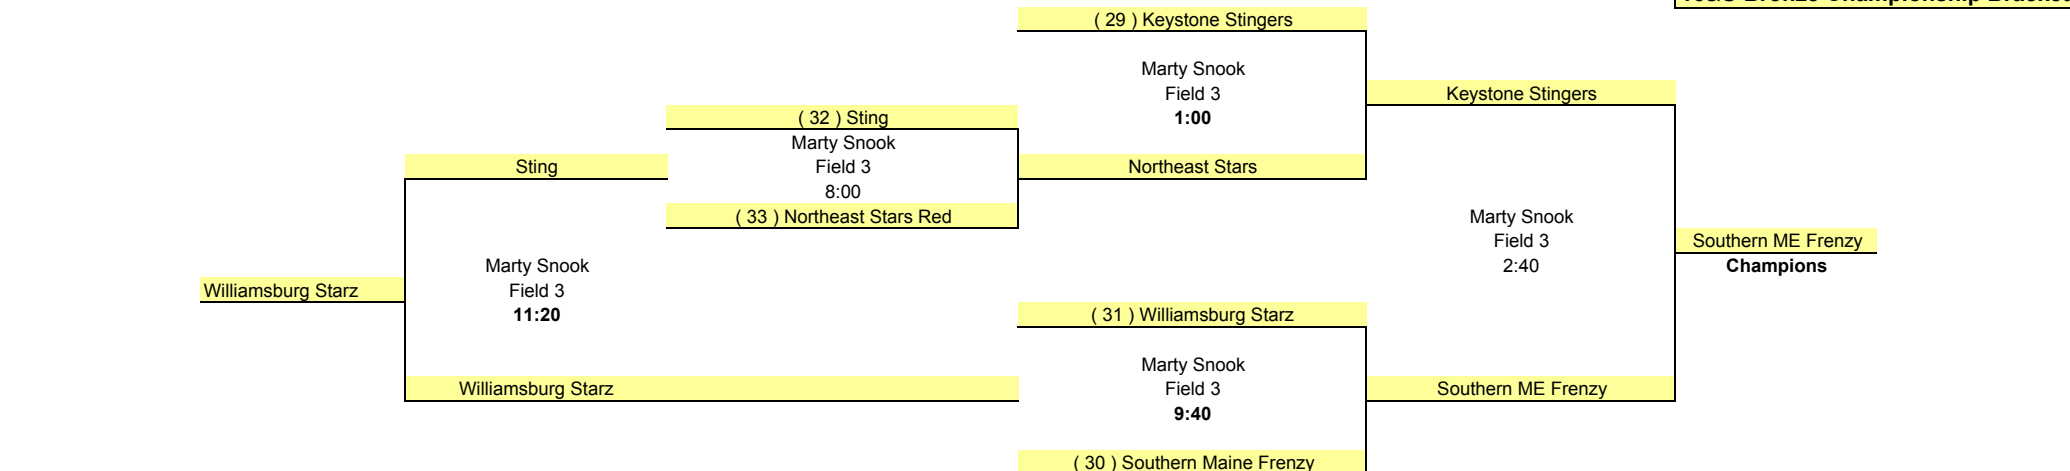 ( 29 ) Keystone Stingers
Marty Snook
Field 3
1:00
Keystone Stingers
( 32 ) Sting
Marty Snook
Field 3
8:00
Sting
Northeast Stars
( 33 ) Northeast Stars Red
Marty Snook
Field 3
2:40
Southern ME Frenzy
Champions
Marty Snook
Field 3
11:20
Williamsburg Starz
( 31 ) Williamsburg Starz
Marty Snook
Field 3
9:40
Williamsburg Starz
Southern ME Frenzy
( 30 ) Southern Maine Frenzy